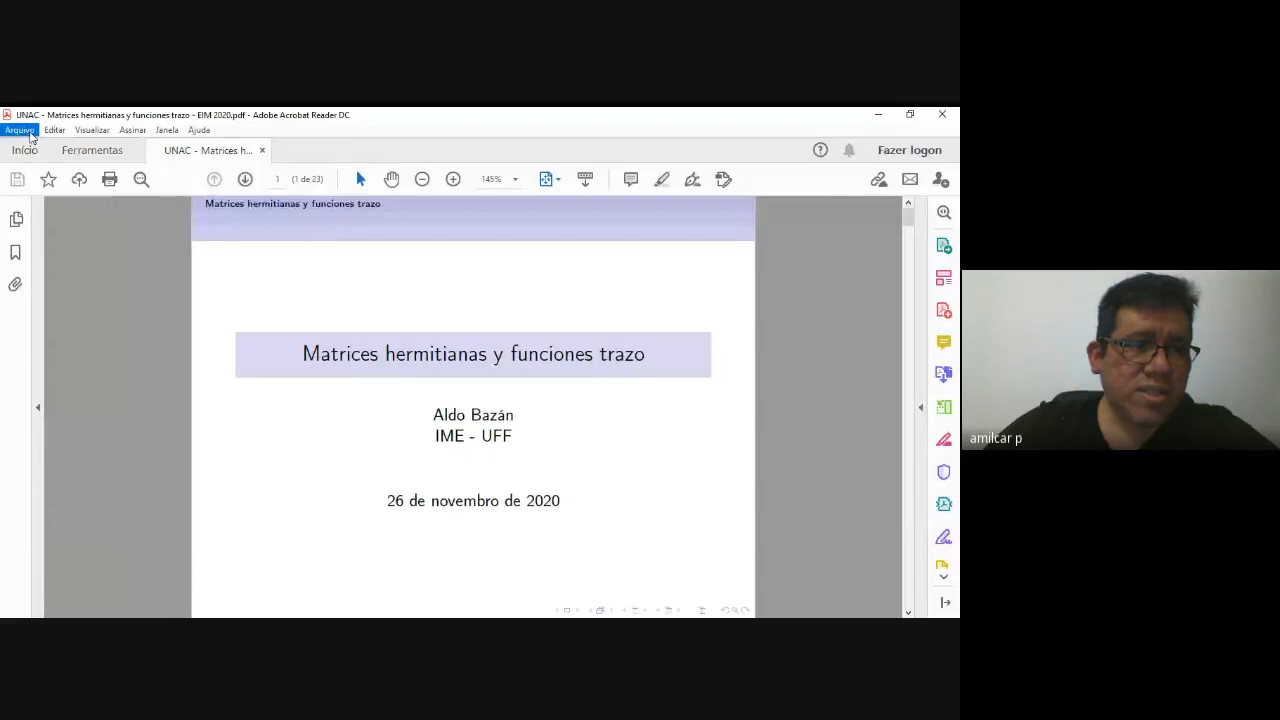 UNAC - Matrices hermitianas y funciones trazo - EIM 2020.pdf - Adobe Acrobat Reader DC
Arquivo Editar Visualizar Assinar Janela Ajuda
Início Ferramentas UNAC - Matrices h... Fazer logon
1 (1 de 23) 145%
Matrices hermitianas y funciones trazo
Matrices hermitianas y funciones trazo
Aldo Bazán
IME - UFF
26 de novembro de 2020
amilcar p